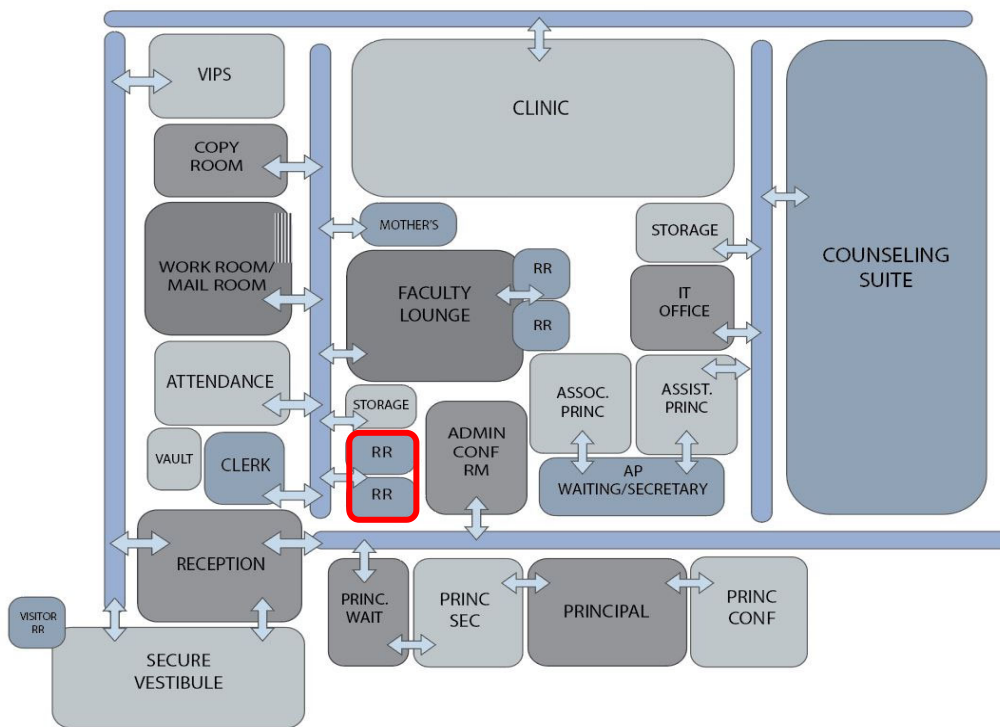 VIPS
CLINIC
COPY
ROOM
MOTHER'S
STORAGE
WORK ROOM/
MAIL ROOM
FACULTY
LOUNGE
RR
RR
IT
OFFICE
COUNSELING
SUITE
ATTENDANCE
STORAGE
ASSOC.
PRINC
ASSIST.
PRINC
VAULT
CLERK
RR
RR
ADMIN
CONF
RM
AP
WAITING/SECRETARY
RECEPTION
PRINC.
WAIT
PRINC
SEC
PRINCIPAL
PRINC
CONF
VISITOR
RR
SECURE
VESTIBULE